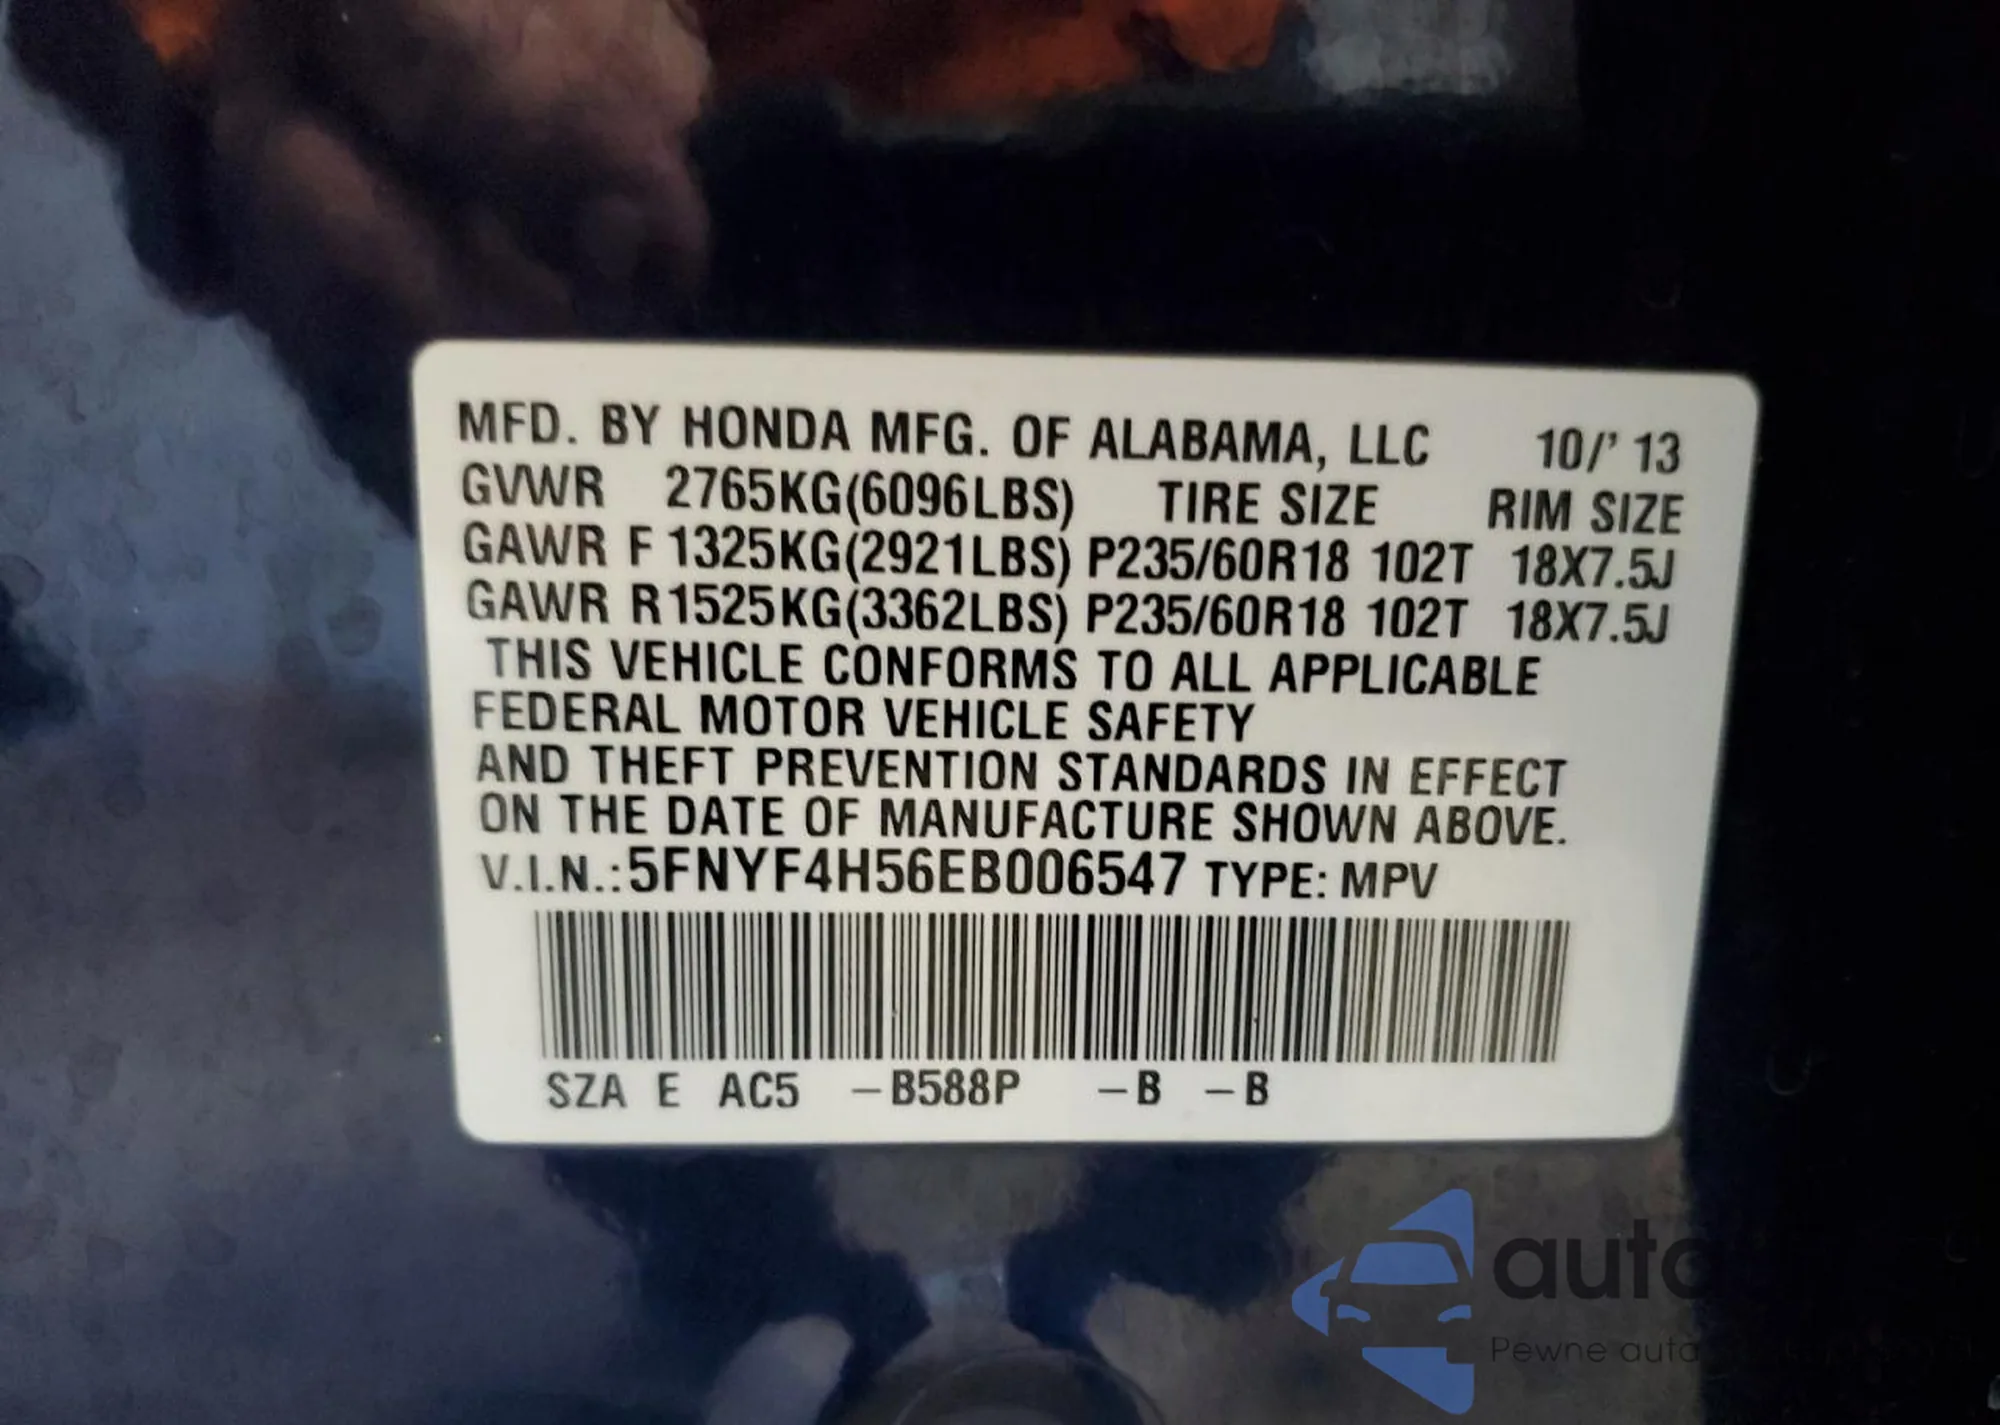 MFD. BY HONDA MFG. OF ALABAMA, LLC 10/' 13
GVWR 2765KG(6096LBS) TIRE SIZE RIM SIZE
GAWR F 1325KG(2921LBS) P235/60R18 102T 18X7.5J
GAWR R 1525KG(3362LBS) P235/60R18 102T 18X7.5J
THIS VEHICLE CONFORMS TO ALL APPLICABLE
FEDERAL MOTOR VEHICLE SAFETY
AND THEFT PREVENTION STANDARDS IN EFFECT
ON THE DATE OF MANUFACTURE SHOWN ABOVE.
V.I.N.:5FNYF4H56EB006547 TYPE: MPV
SZA E AC5 –B588P –B –B
Pewne auto